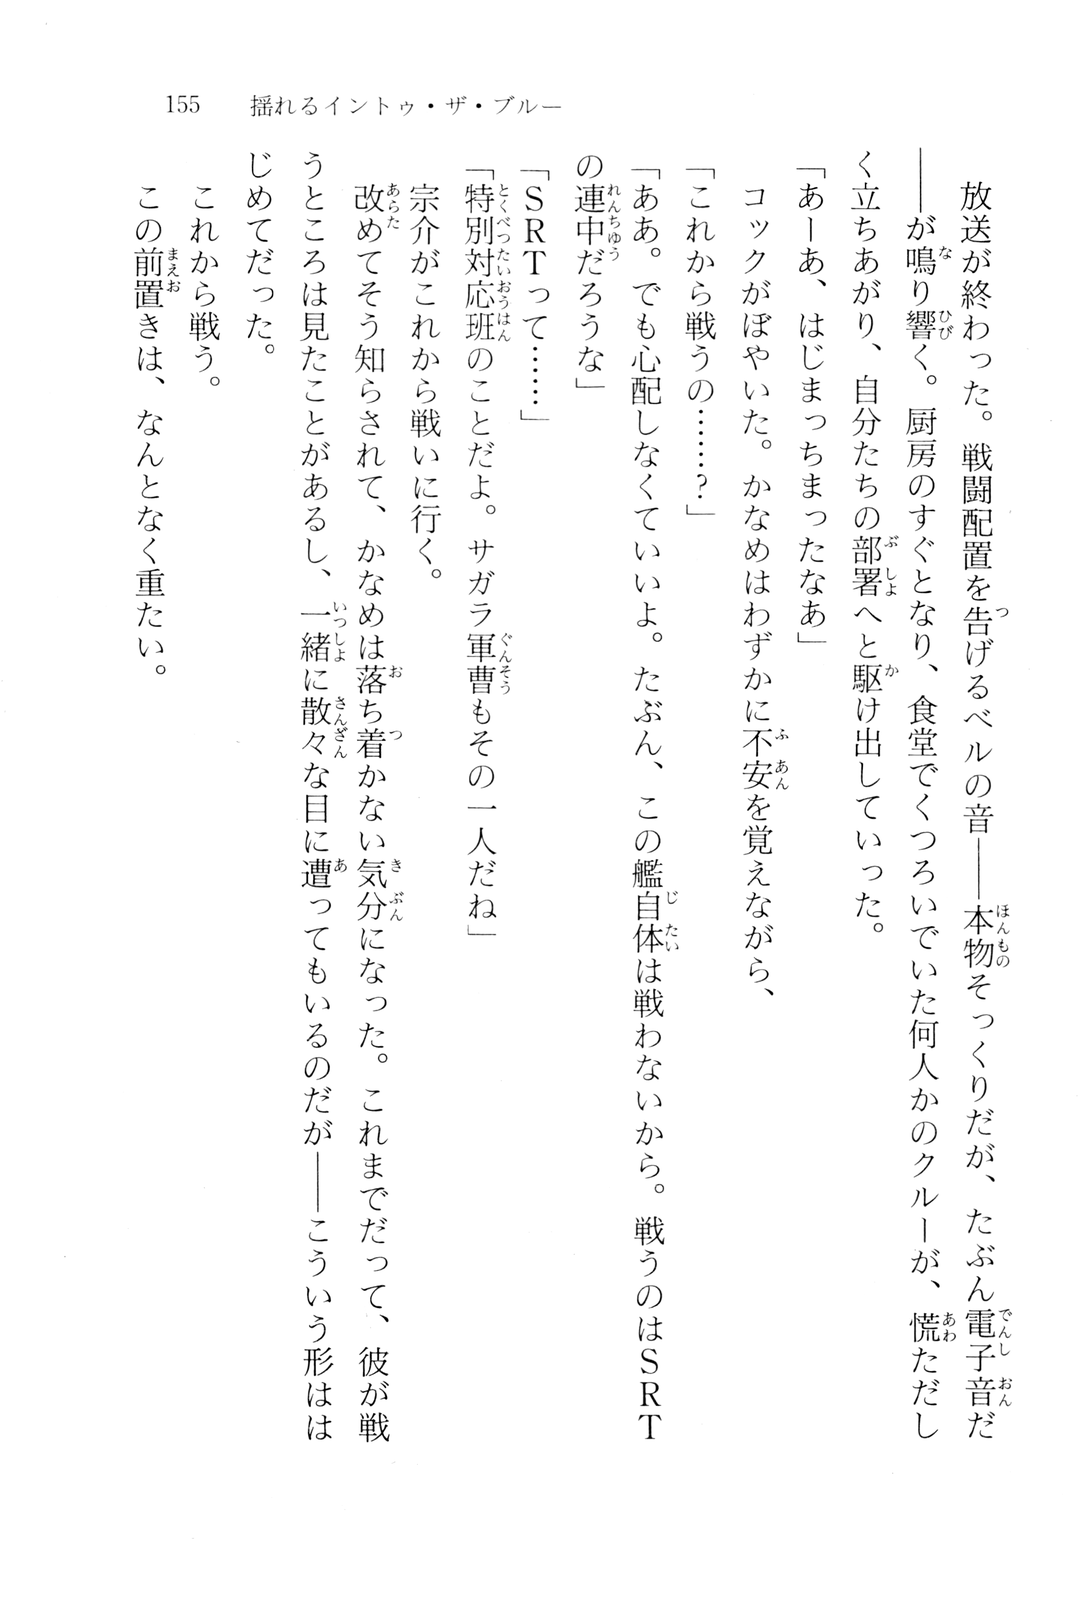 155　揺れるイントゥ・ザ・ブルー
　放送が終わった。戦闘配置を告げるベルの音――本物そっくりだが、たぶん電子音だ
――が鳴り響く。厨房のすぐとなり、食堂でくつろいでいた何人かのクルーが、慌ただし
く立ちあがり、自分たちの部署へと駆け出していった。
「あーあ、はじまっちまったなあ」
　コックがぼやいた。かなめはわずかに不安を覚えながら、
「これから戦うの……？」
「ああ。でも心配しなくていいよ。たぶん、この艦自体は戦わないから。戦うのはＳＲＴ
の連中だろうな」
「ＳＲＴって……」
「特別対応班のことだよ。サガラ軍曹もその一人だね」
　宗介がこれから戦いに行く。
　改めてそう知らされて、かなめは落ち着かない気分になった。これまでだって、彼が戦
うところは見たことがあるし、一緒に散々な目に遭ってもいるのだが――こういう形はは
じめてだった。
　これから戦う。
　この前置きは、なんとなく重たい。